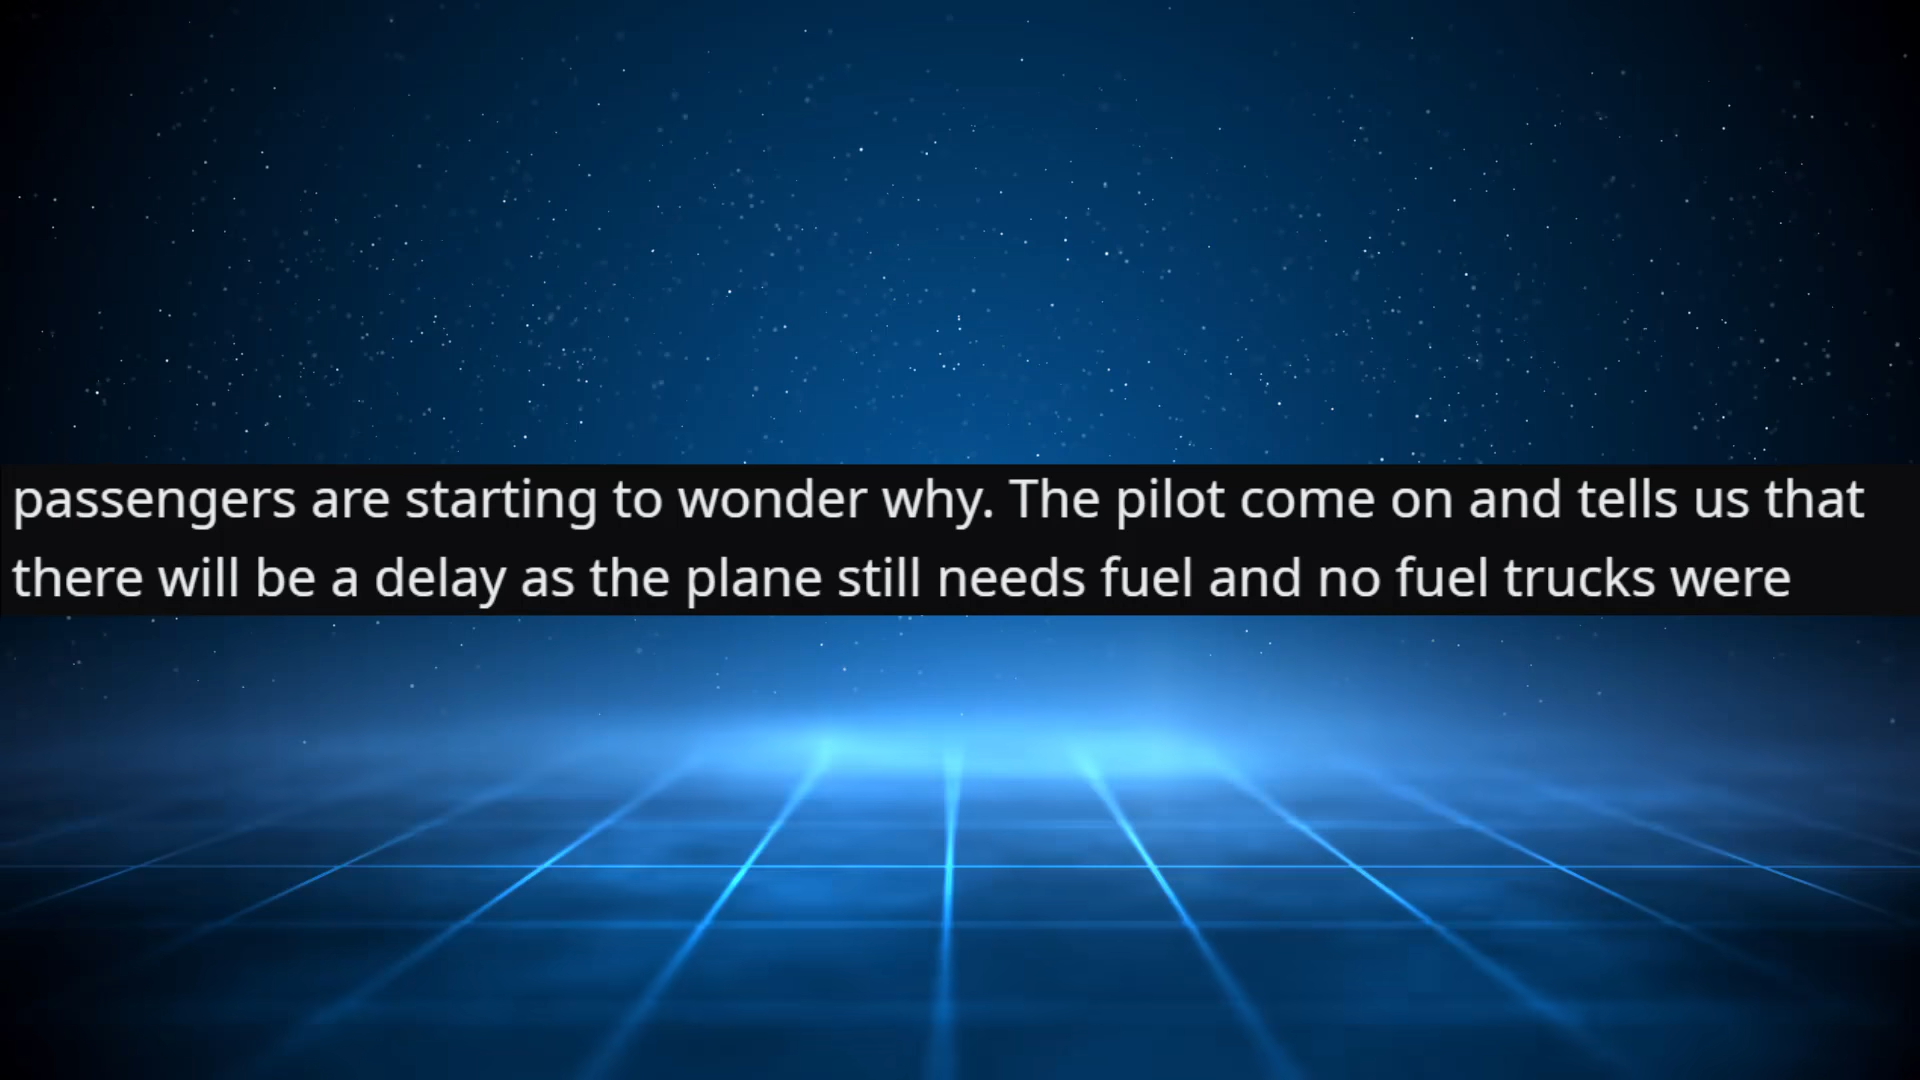 passengers are starting to wonder why. The pilot come on and tells us that
there will be a delay as the plane still needs fuel and no fuel trucks were